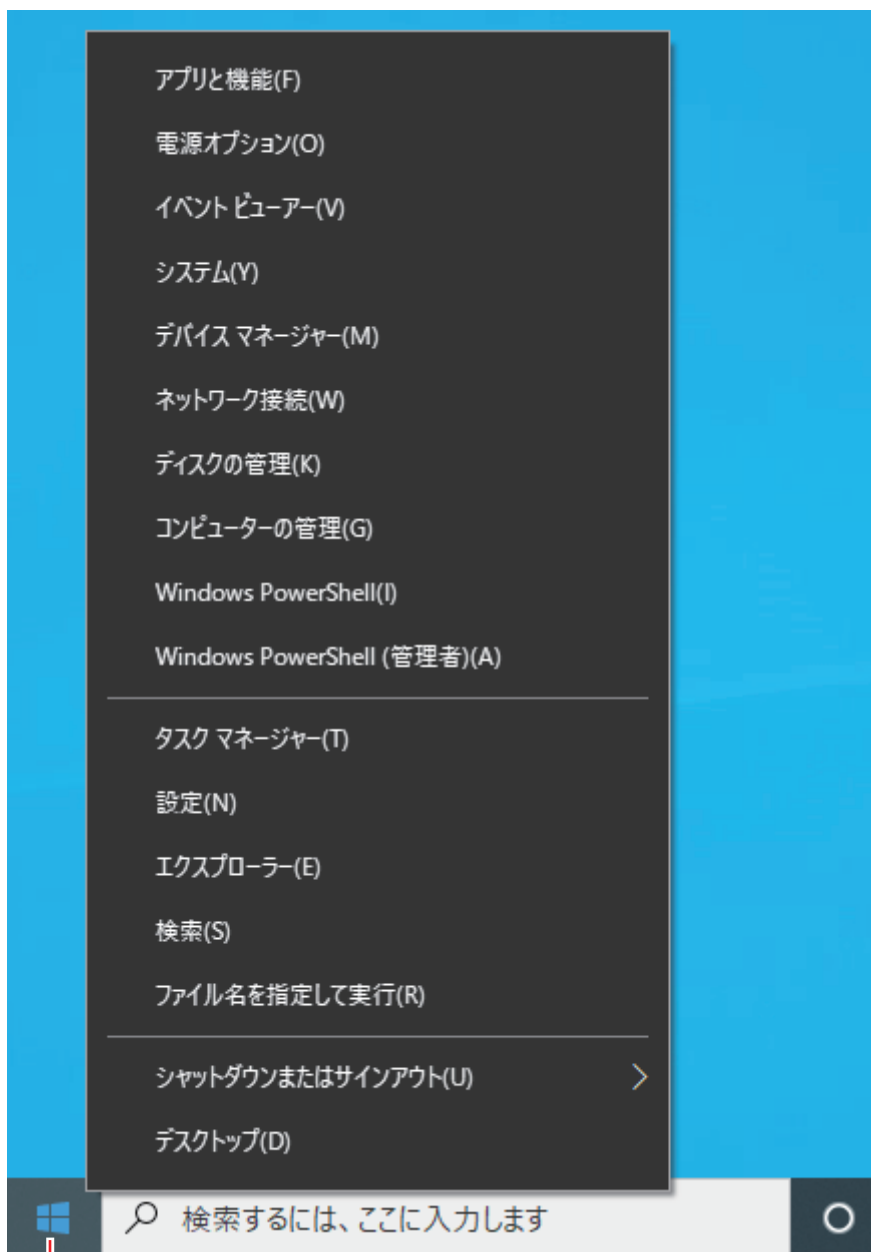 アプリと機能(F)
電源オプション(O)
イベント ビューアー(V)
システム(Y)
デバイス マネージャー(M)
ネットワーク接続(W)
ディスクの管理(K)
コンピューターの管理(G)
Windows PowerShell(I)
Windows PowerShell (管理者)(A)
タスク マネージャー(T)
設定(N)
エクスプローラー(E)
検索(S)
ファイル名を指定して実行(R)
シャットダウンまたはサインアウト(U)
デスクトップ(D)
検索するには、ここに入力します